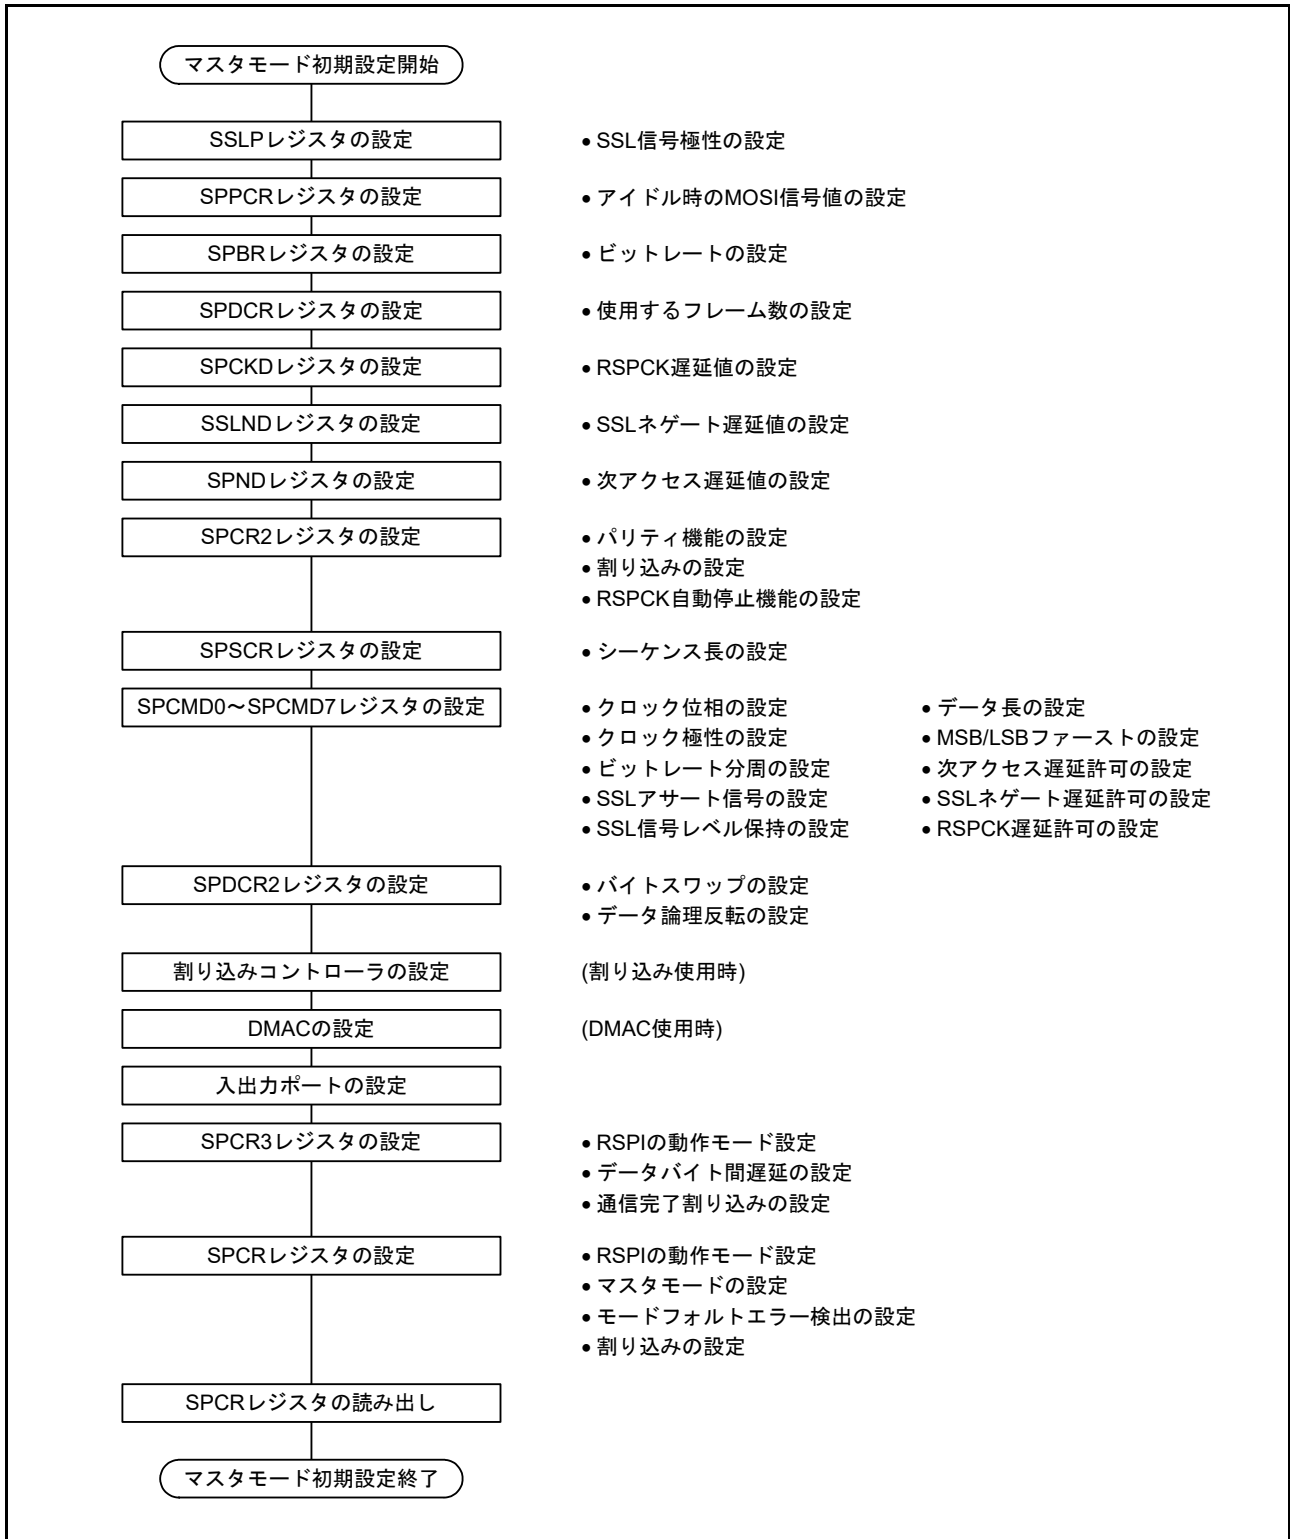 マスタモード初期設定開始
SSLPレジスタの設定
• SSL信号極性の設定
SPPCRレジスタの設定
• アイドル時のMOSI信号値の設定
SPBRレジスタの設定
• ビットレートの設定
SPDCRレジスタの設定
• 使用するフレーム数の設定
SPCKDレジスタの設定
• RSPCK遅延値の設定
SSLNDレジスタの設定
• SSLネゲート遅延値の設定
SPNDレジスタの設定
• 次アクセス遅延値の設定
SPCR2レジスタの設定
• パリティ機能の設定
• 割り込みの設定
• RSPCK自動停止機能の設定
SPSCRレジスタの設定
• シーケンス長の設定
SPCMD0～SPCMD7レジスタの設定
• クロック位相の設定
• クロック極性の設定
• ビットレート分周の設定
• SSLアサート信号の設定
• SSL信号レベル保持の設定
• データ長の設定
• MSB/LSBファーストの設定
• 次アクセス遅延許可の設定
• SSLネゲート遅延許可の設定
• RSPCK遅延許可の設定
SPDCR2レジスタの設定
• バイトスワップの設定
• データ論理反転の設定
割り込みコントローラの設定
(割り込み使用時)
DMACの設定
(DMAC使用時)
入出力ポートの設定
SPCR3レジスタの設定
• RSPIの動作モード設定
• データバイト間遅延の設定
• 通信完了割り込みの設定
SPCRレジスタの設定
• RSPIの動作モード設定
• マスタモードの設定
• モードフォルトエラー検出の設定
• 割り込みの設定
SPCRレジスタの読み出し
マスタモード初期設定終了